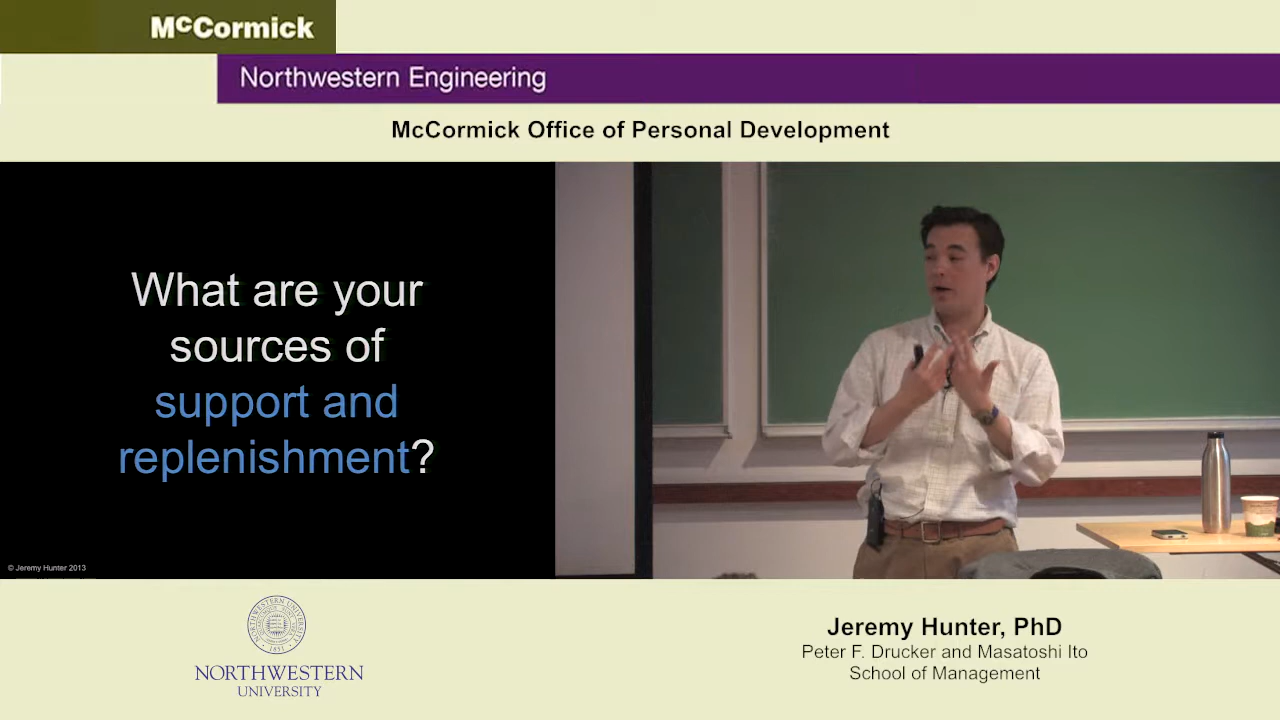 McCormick
Northwestern Engineering
McCormick Office of Personal Development
What are your
sources of
support and
replenishment?
© Jeremy Hunter 2013
NORTHWESTERN
UNIVERSITY
Jeremy Hunter, PhD
Peter F. Drucker and Masatoshi Ito
School of Management